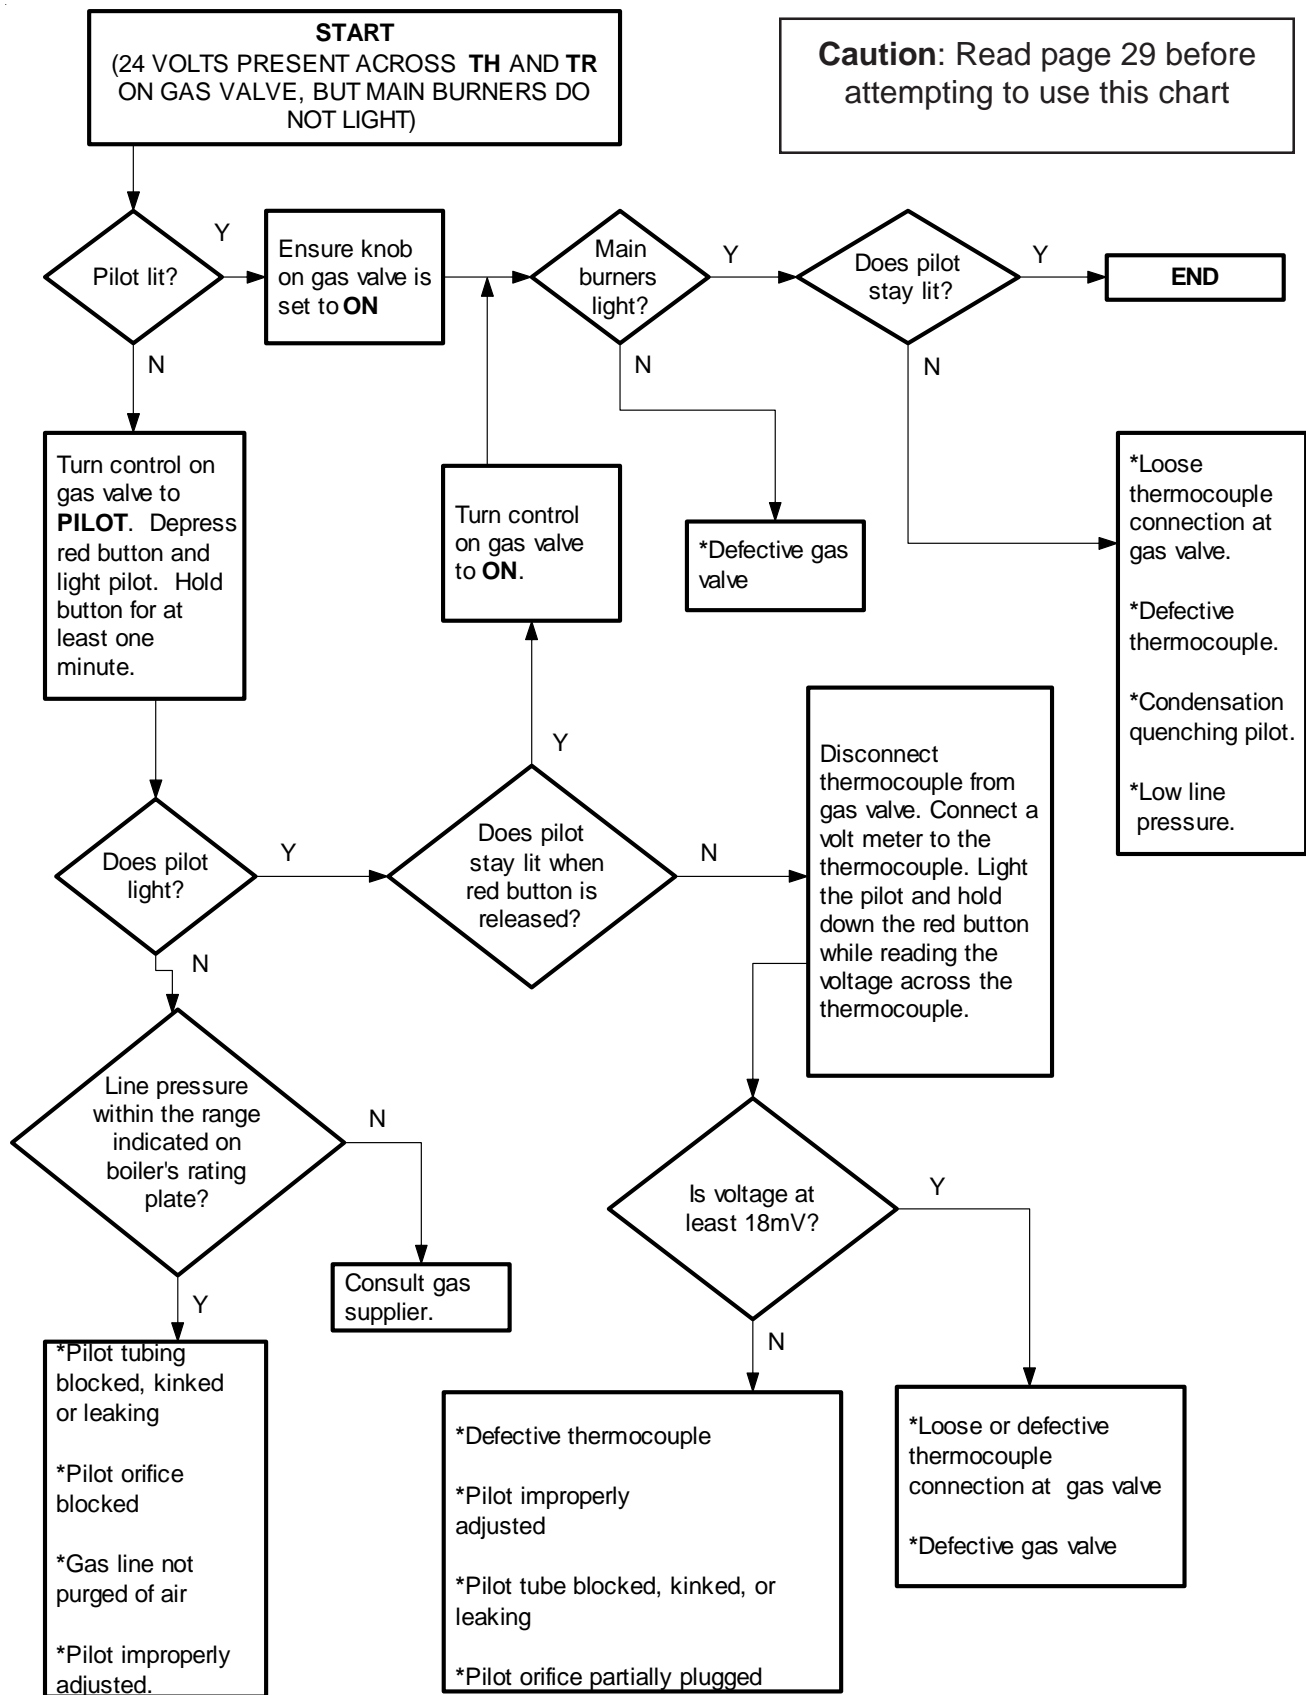 START
(24 VOLTS PRESENT ACROSS TH AND TR
ON GAS VALVE, BUT MAIN BURNERS DO
NOT LIGHT)
Caution: Read page 29 before
attempting to use this chart
Pilot lit?
Y
Ensure knob
on gas valve is
set to ON
Main
burners
light?
Y
Does pilot
stay lit?
Y
END
N
N
N
Turn control on
gas valve to
PILOT. Depress
red button and
light pilot. Hold
button for at
least one
minute.
Turn control
on gas valve
to ON.
*Defective gas
valve
*Loose
thermocouple
connection at
gas valve.
*Defective
thermocouple.
*Condensation
quenching pilot.
*Low line
pressure.
Y
Does pilot
light?
Y
Does pilot
stay lit when
red button is
released?
N
Disconnect
thermocouple from
gas valve. Connect a
volt meter to the
thermocouple. Light
the pilot and hold
down the red button
while reading the
voltage across the
thermocouple.
N
Line pressure
within the range
indicated on
boiler's rating
plate?
N
Consult gas
supplier.
Is voltage at
least 18mV?
Y
Y
N
*Pilot tubing
blocked, kinked
or leaking
*Pilot orifice
blocked
*Gas line not
purged of air
*Pilot improperly
adjusted.
*Defective thermocouple
*Pilot improperly
adjusted
*Pilot tube blocked, kinked, or
leaking
*Pilot orifice partially plugged
*Loose or defective
thermocouple
connection at gas valve
*Defective gas valve